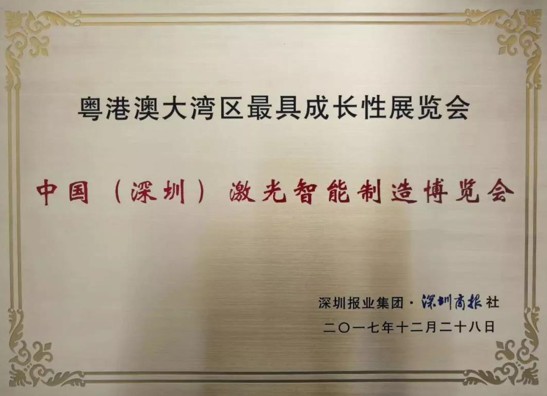 粤港澳大湾区最具成长性展览会
中国（深圳）激光智能制造博览会
深圳报业集团·深圳商报社
二〇一七年十二月二十八日